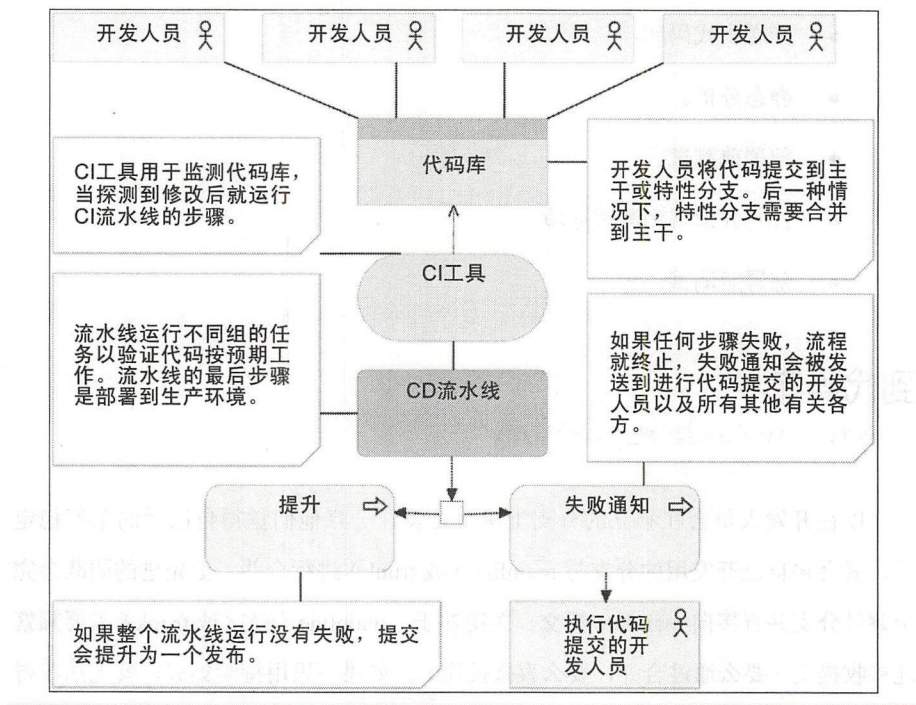 开发人员 开发人员 开发人员 开发人员
代码库
CI工具用于监测代码库，
当探测到修改后就运行
CI流水线的步骤。
开发人员将代码提交到主
干或特性分支。后一种情
况下，特性分支需要合并
到主干。
CI工具
流水线运行不同组的任
务以验证代码按预期工
作。流水线的最后步骤
是部署到生产环境。
CD流水线
如果任何步骤失败，流程
就终止，失败通知会被发
送到进行代码提交的开发
人员以及所有其他有关各
方。
提升
失败通知
如果整个流水线运行没有失败，提交
会提升为一个发布。
执行代码
提交的开
发人员